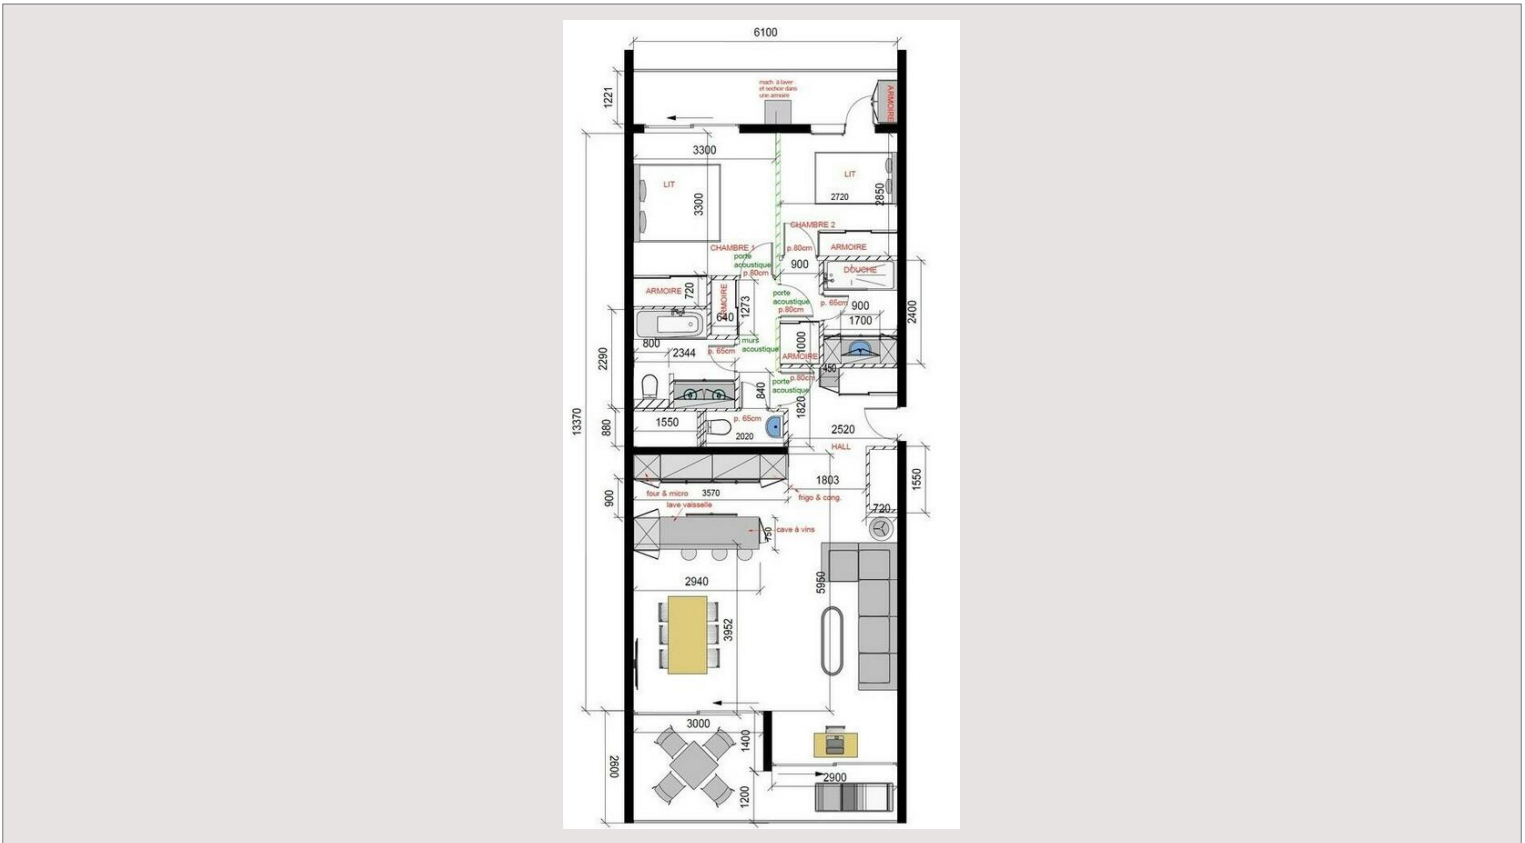 6100
mach. à laver
et sechoir dans
une armoire
ARMOIRE
1221
3300
LIT
LIT
3300
2720
2850
CHAMBRE 2
CHAMBRE 1
p.80cm
ARMOIRE
porte
acoustique
p.80cm
900
DOUCHE
ARMOIRE
720
ARMOIRE
640
1273
porte
acoustique
p.80cm
p. 65cm
900
1700
2400
800
2344
p. 65cm
murs
acoustique
1000
ARMOIRE
2290
450
porte
acoustique
p.80cm
840
1820
13370
880
1550
p. 65cm
2020
2520
HALL
1803
1550
900
four & micro
3570
frigo & cong.
lave vaisselle
720
cave à vins
750
2940
5950
3952
3000
1400
2600
2900
1200